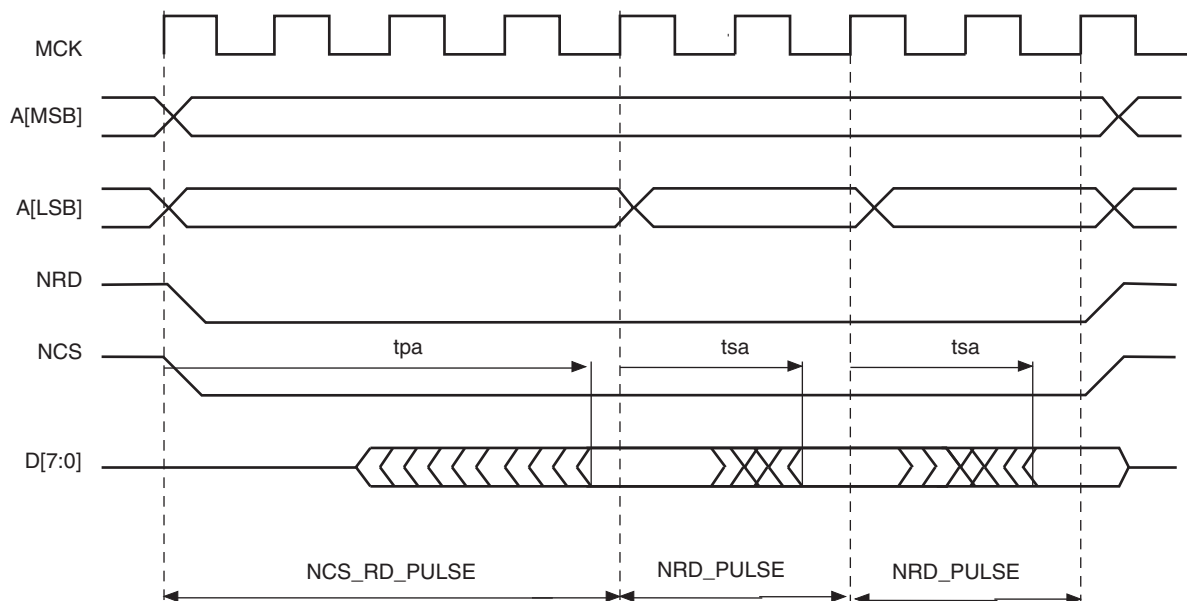 MCK
A[MSB]
A[LSB]
NRD
NCS
tpa
tsa
tsa
D[7:0]
NCS_RD_PULSE
NRD_PULSE
NRD_PULSE